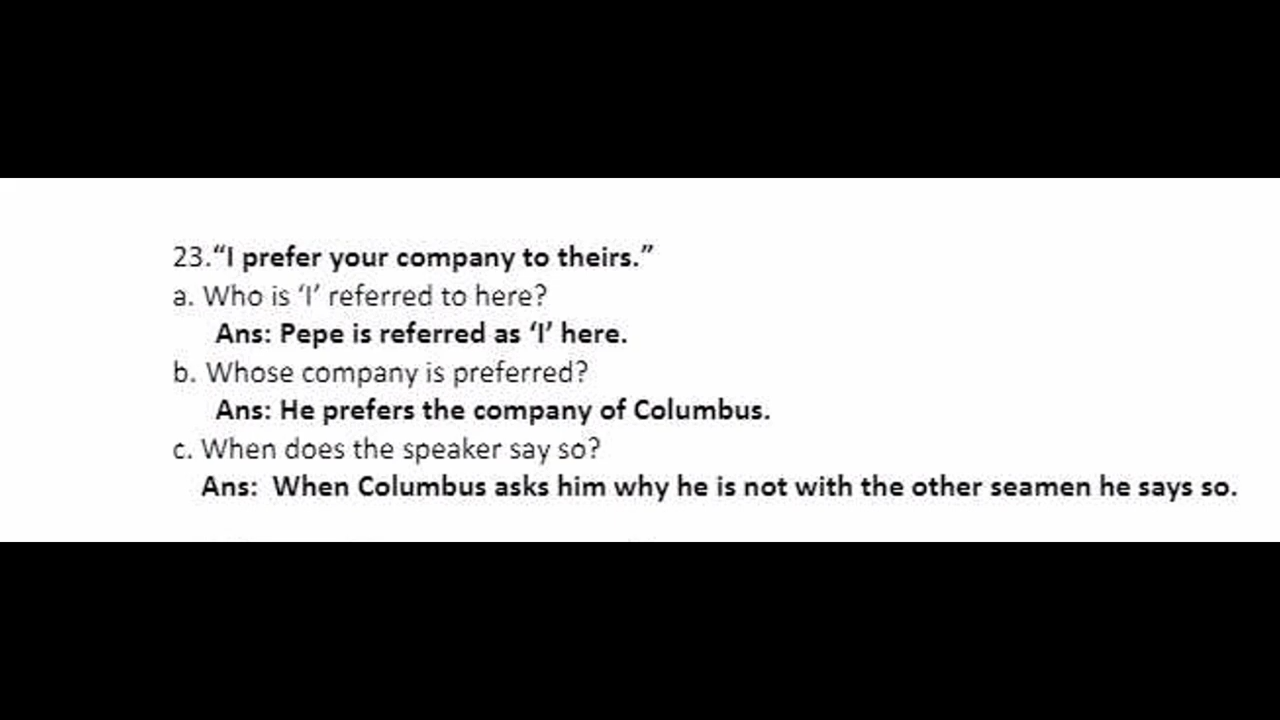 23.“I prefer your company to theirs.”
a. Who is ‘I’ referred to here?
Ans: Pepe is referred as ‘I’ here.
b. Whose company is preferred?
Ans: He prefers the company of Columbus.
c. When does the speaker say so?
Ans:  When Columbus asks him why he is not with the other seamen he says so.